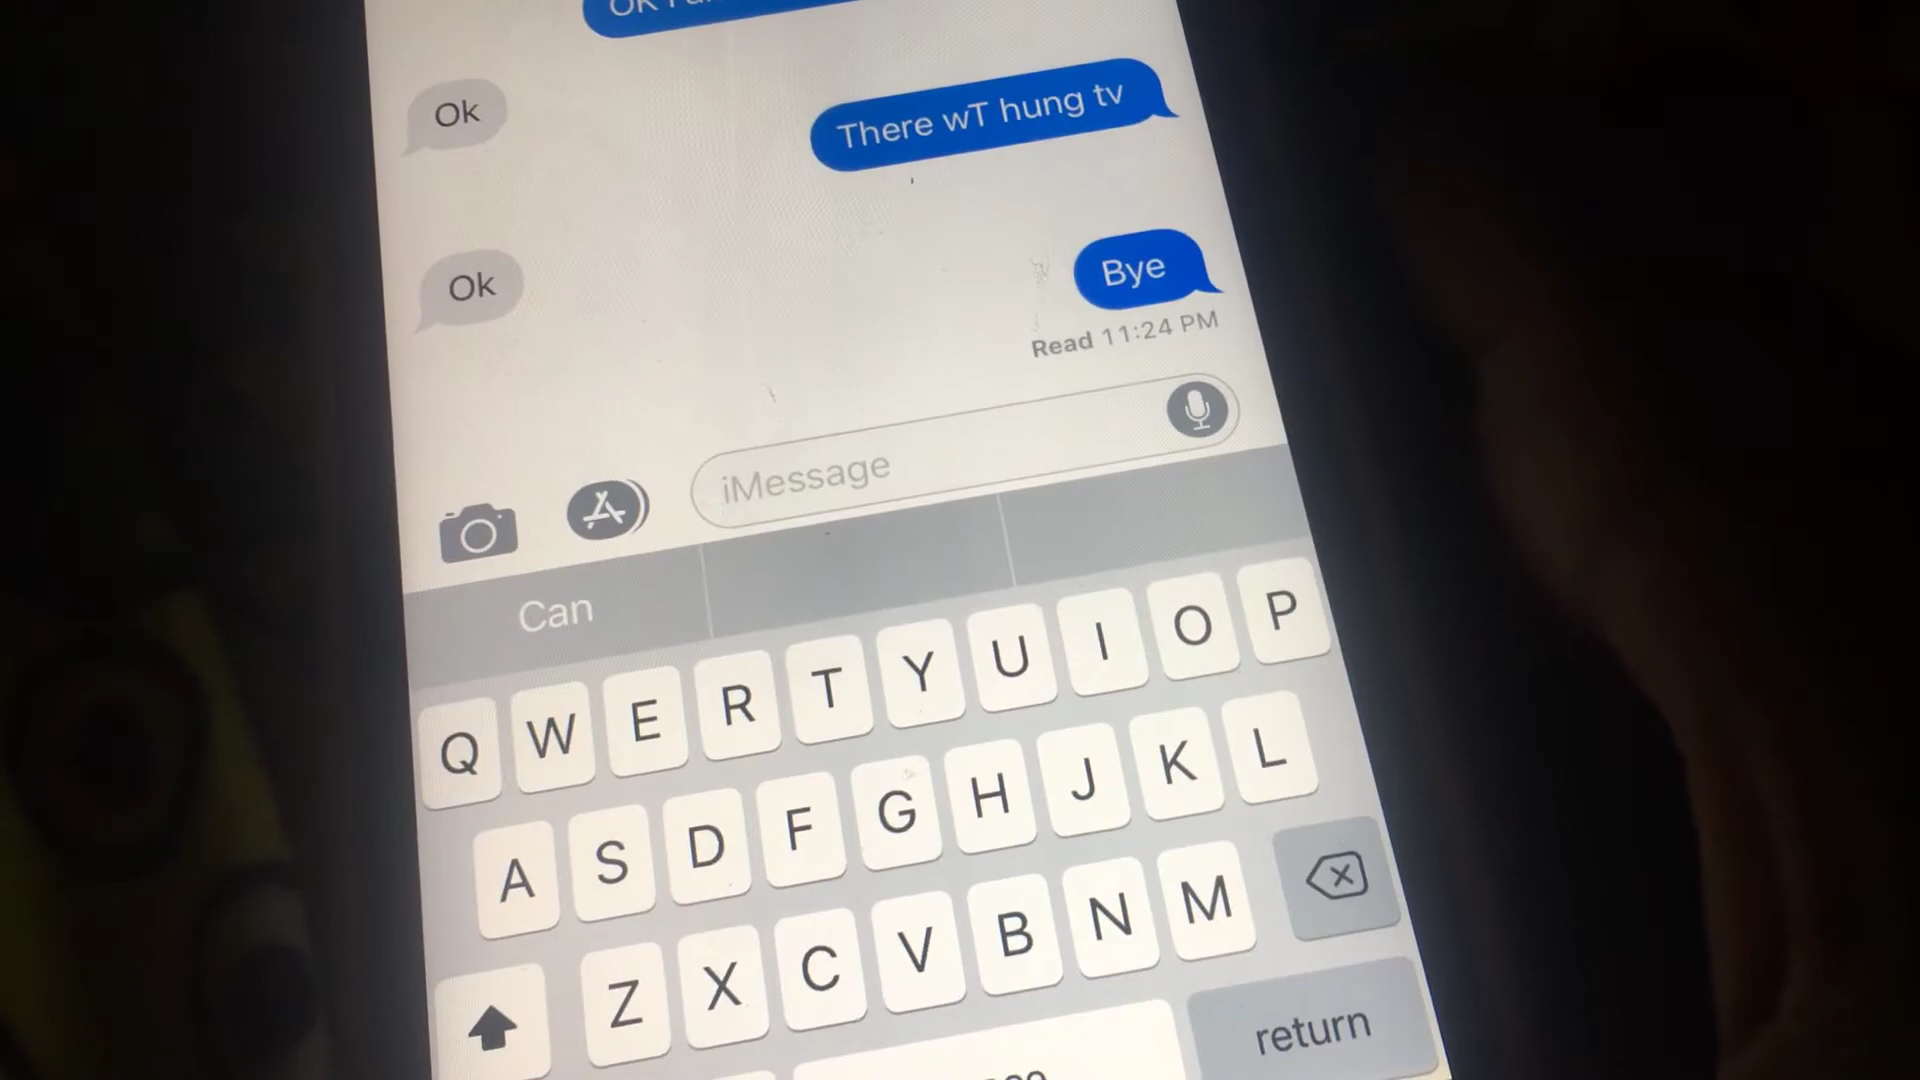 Ok
There wT hung tv
Ok
Bye
Read 11:24 PM
iMessage
Can
Q W E R T Y U I O P
A S D F G H J K L
Z X C V B N M
return